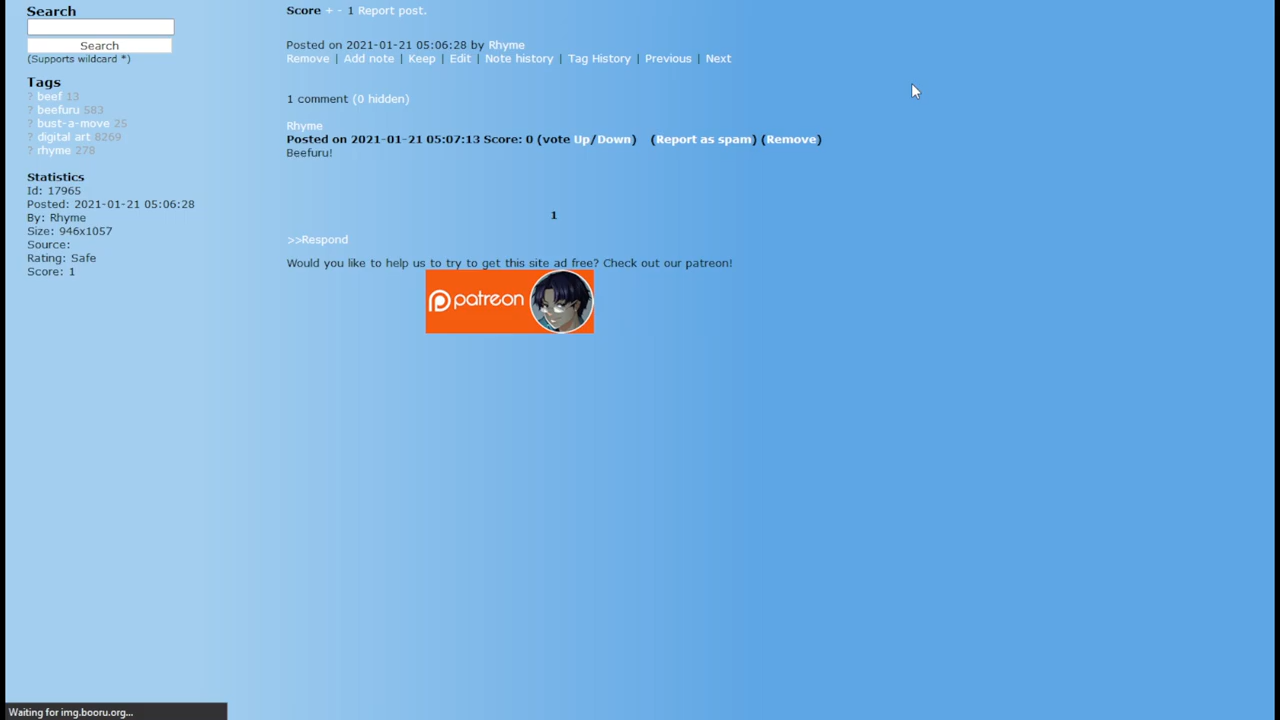 Search
Search
(Supports wildcard *)
Tags
? beef 13
? beefuru 583
? bust-a-move 25
? digital art 8269
? rhyme 278
Statistics
Id: 17965
Posted: 2021-01-21 05:06:28
By: Rhyme
Size: 946x1057
Source:
Rating: Safe
Score: 1
Score + - 1 Report post.
Posted on 2021-01-21 05:06:28 by Rhyme
Remove | Add note | Keep | Edit | Note history | Tag History | Previous | Next
1 comment (0 hidden)
Rhyme
Posted on 2021-01-21 05:07:13 Score: 0 (vote Up/Down) (Report as spam) (Remove)
Beefuru!
1
>>Respond
Would you like to help us to try to get this site ad free? Check out our patreon!
patreon
Waiting for img.booru.org...